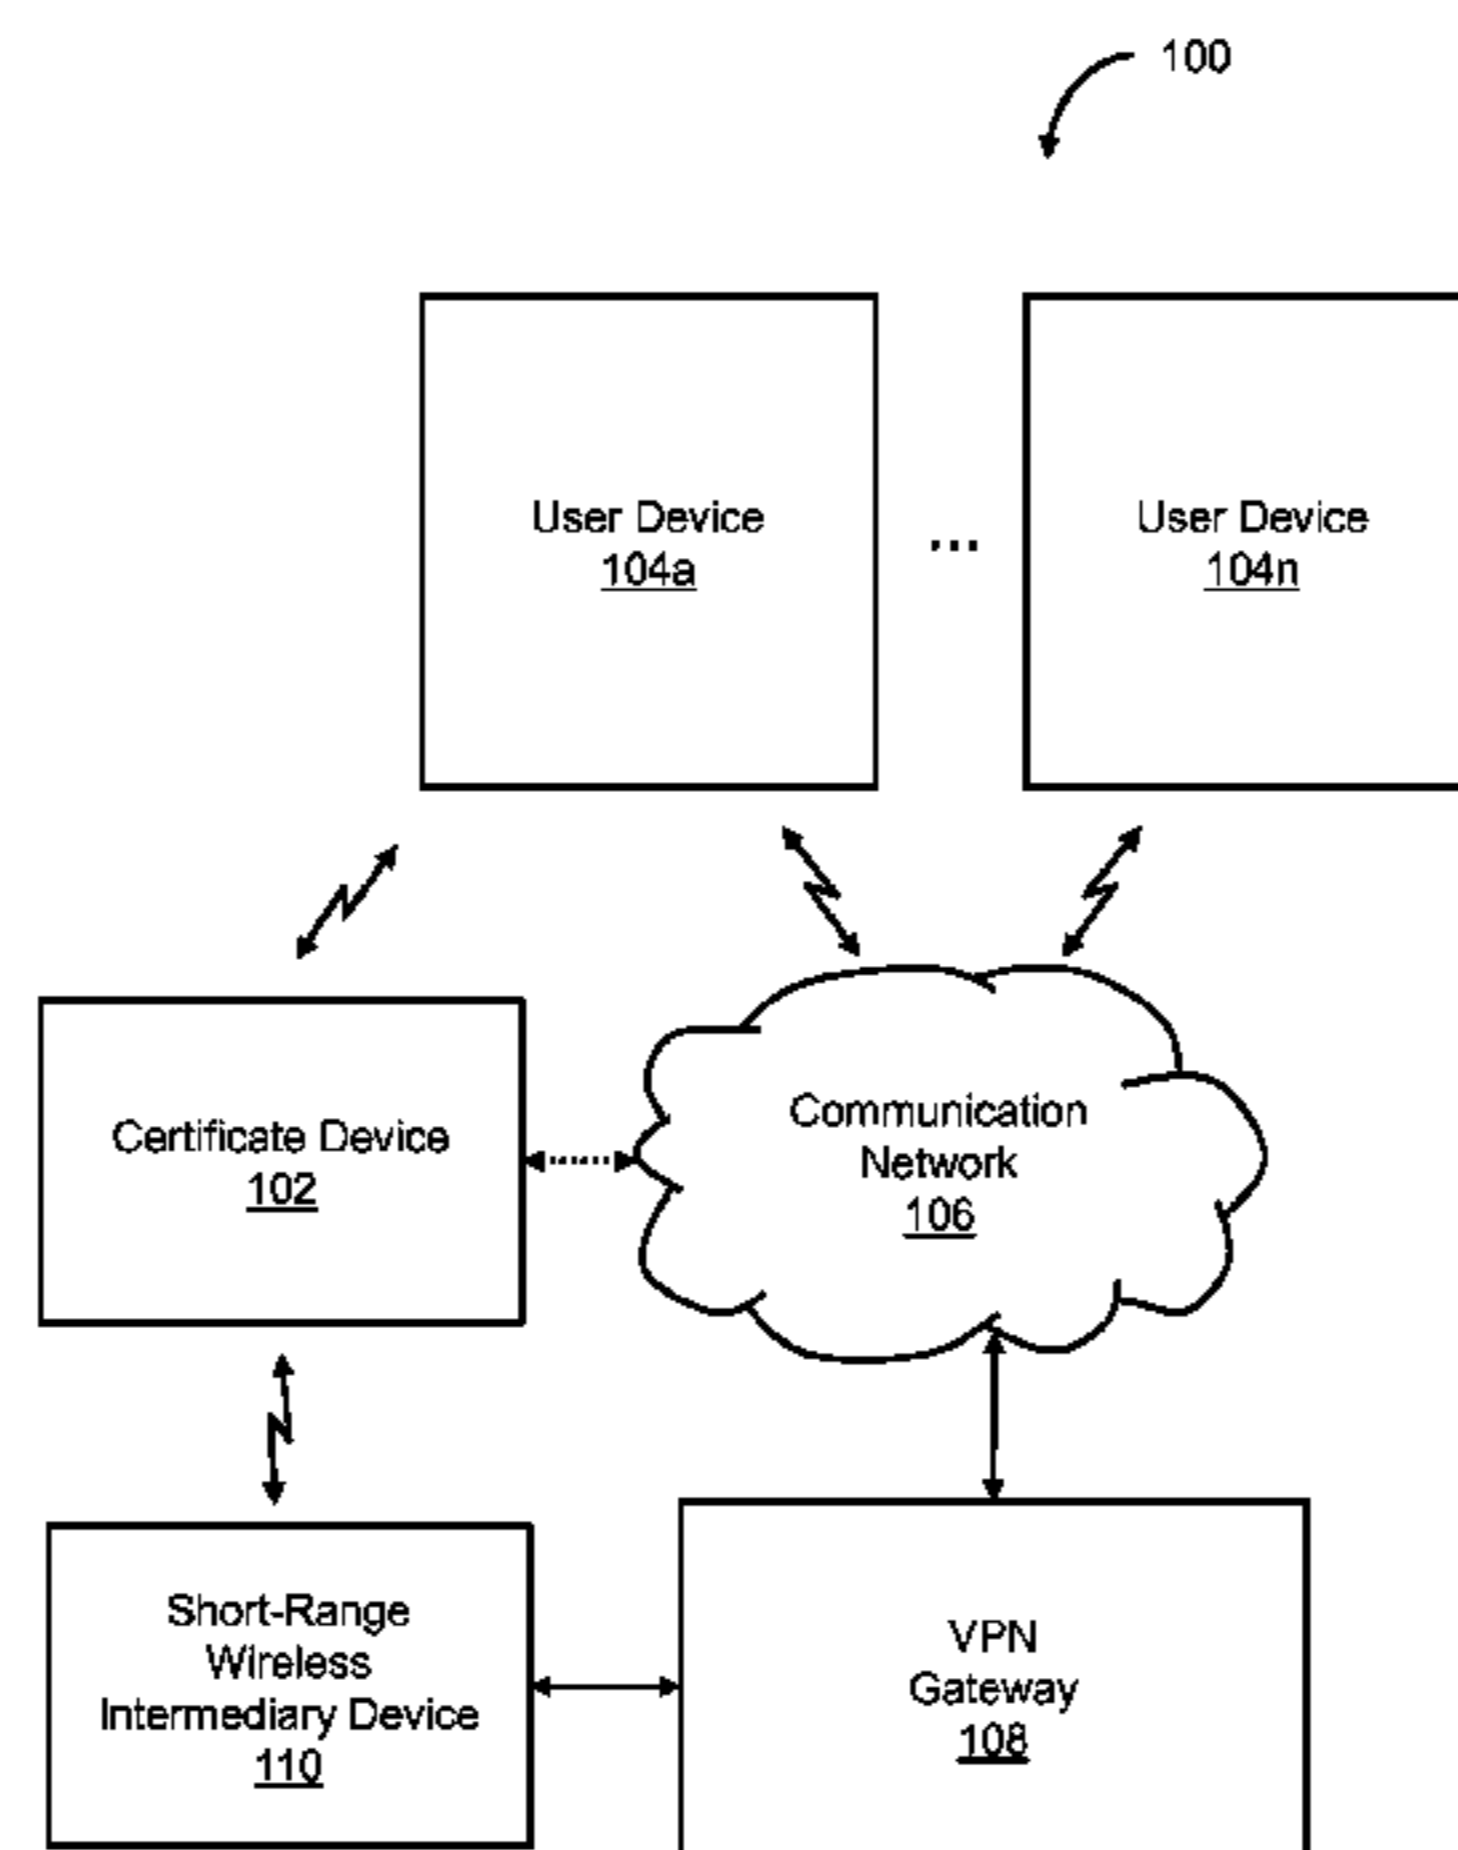 100
User Device
104a
...
User Device
104n
Certificate Device
102
Communication
Network
106
Short-Range
Wireless
Intermediary Device
110
VPN
Gateway
108